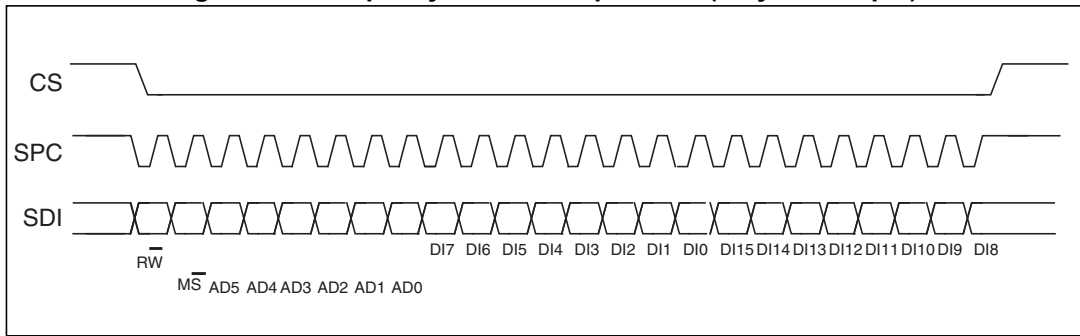 CS
SPC
SDI
DI7 DI6 DI5 DI4 DI3 DI2 DI1 DI0 DI15 DI14 DI13 DI12 DI11 DI10 DI9 DI8
RW
MS AD5 AD4 AD3 AD2 AD1 AD0